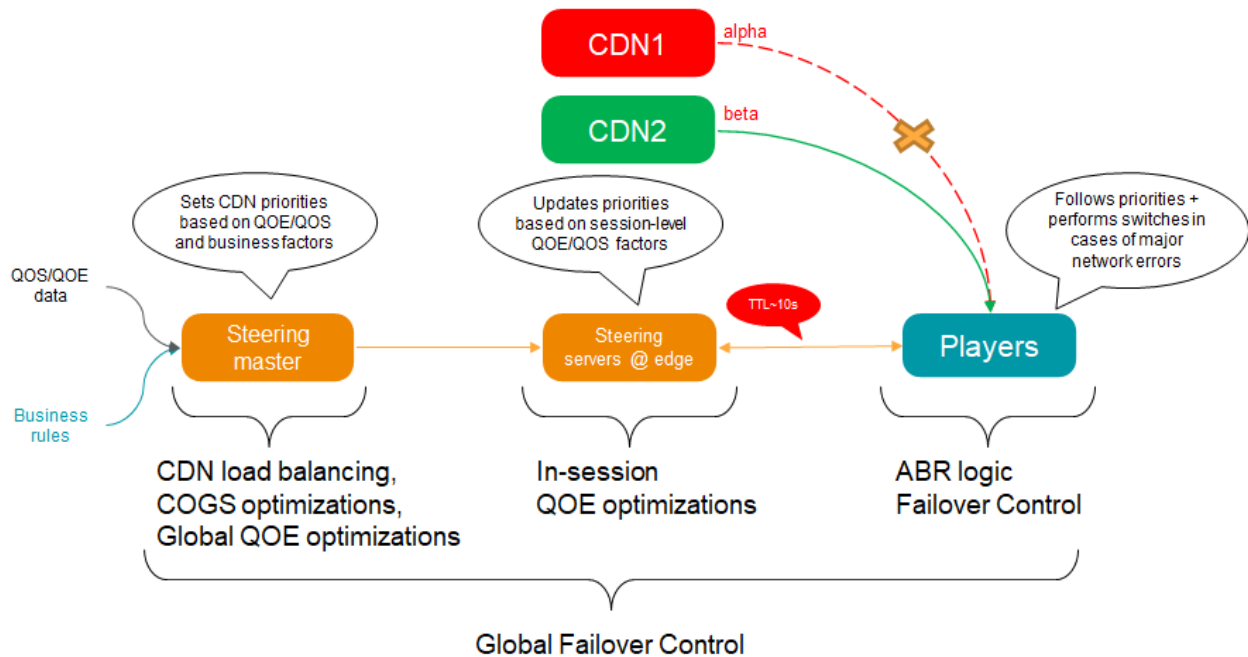 CDN1
alpha
CDN2
beta
Sets CDN priorities
based on QOE/QOS
and business factors
Updates priorities
based on session-level
QOE/QOS factors
Follows priorities +
performs switches in
cases of major
network errors
QOS/QOE
data
Business
rules
Steering
master
Steering
servers @ edge
TTL~10s
Players
CDN load balancing,
COGS optimizations,
Global QOE optimizations
In-session
QOE optimizations
ABR logic
Failover Control
Global Failover Control